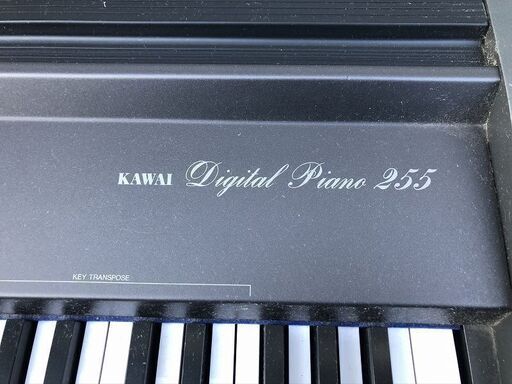 KAWAI Digital Piano 255
KEY TRANSPOSE